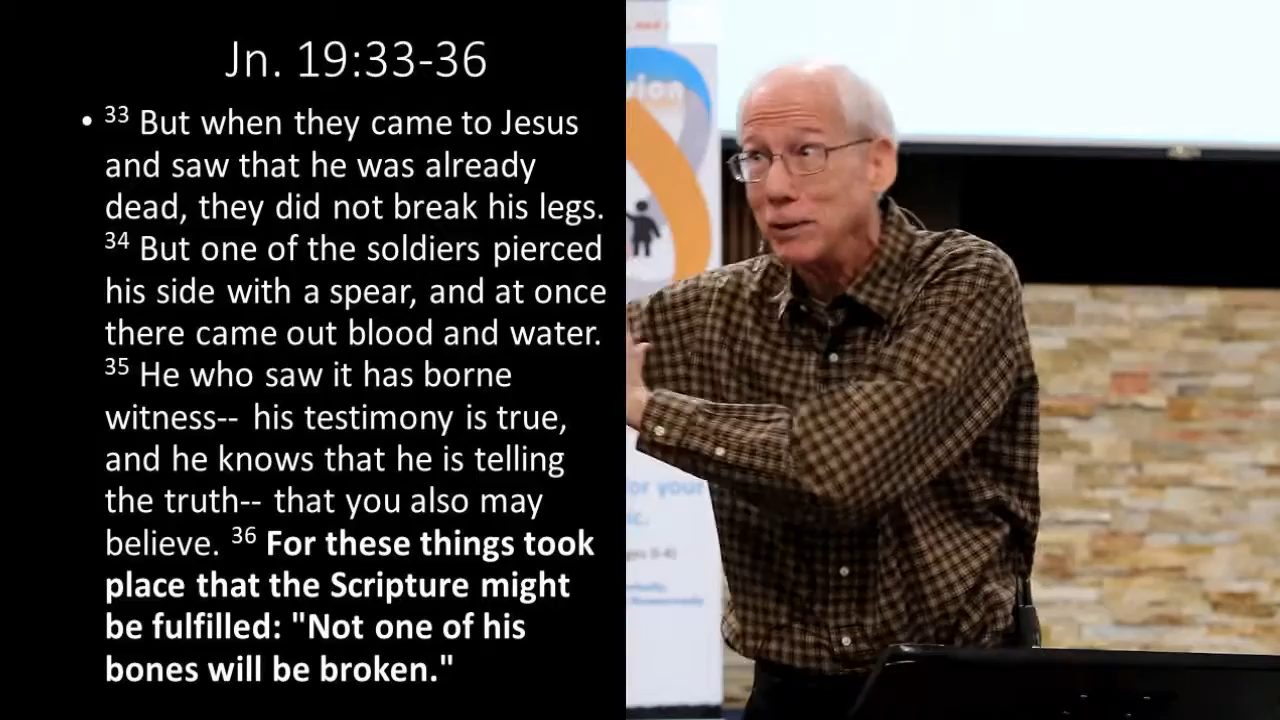 Jn. 19:33-36
• 33 But when they came to Jesus
and saw that he was already
dead, they did not break his legs.
34 But one of the soldiers pierced
his side with a spear, and at once
there came out blood and water.
35 He who saw it has borne
witness-- his testimony is true,
and he knows that he is telling
the truth-- that you also may
believe. 36 For these things took
place that the Scripture might
be fulfilled: "Not one of his
bones will be broken."
for your